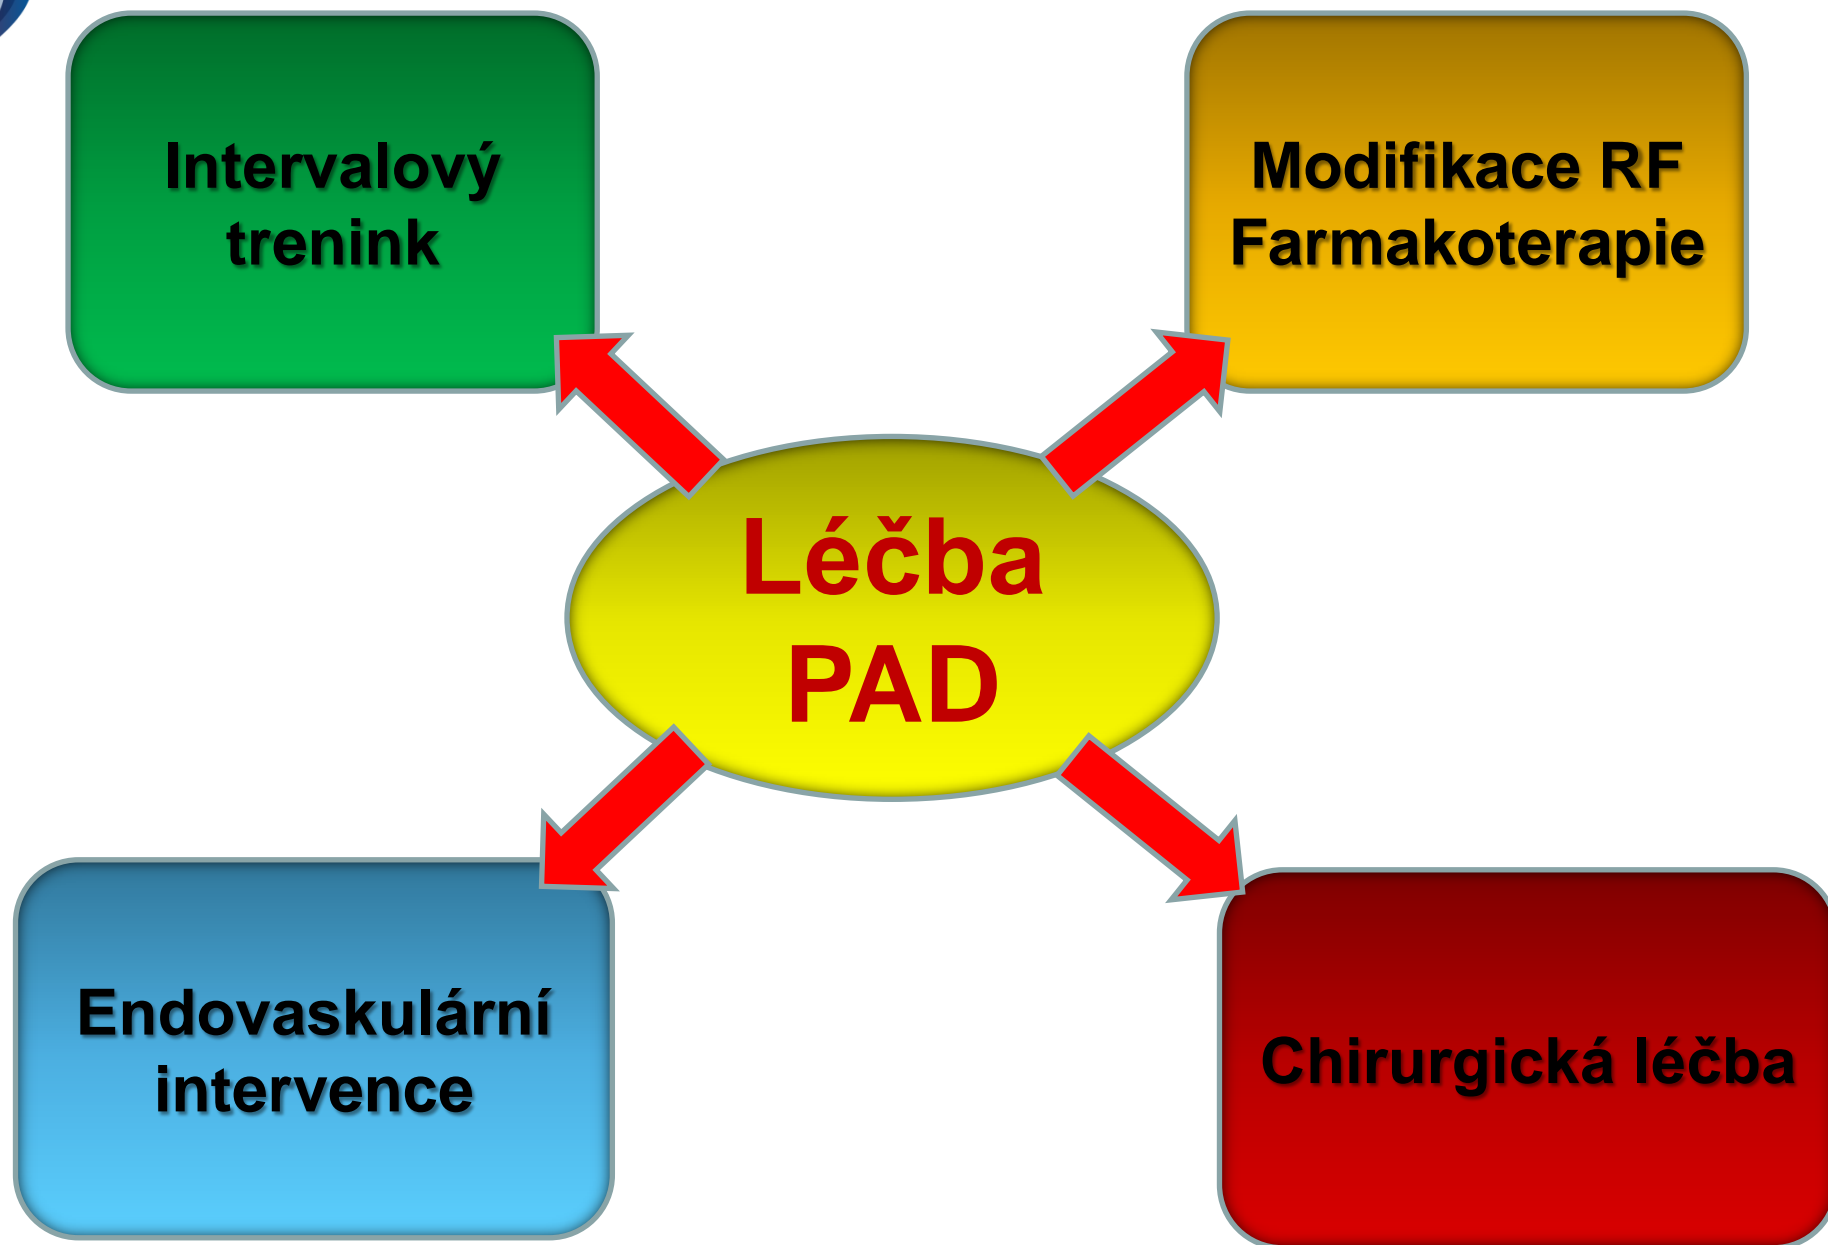 Intervalový
trenink
Modifikace RF
Farmakoterapie
Léčba
PAD
Endovaskulární
intervence
Chirurgická léčba